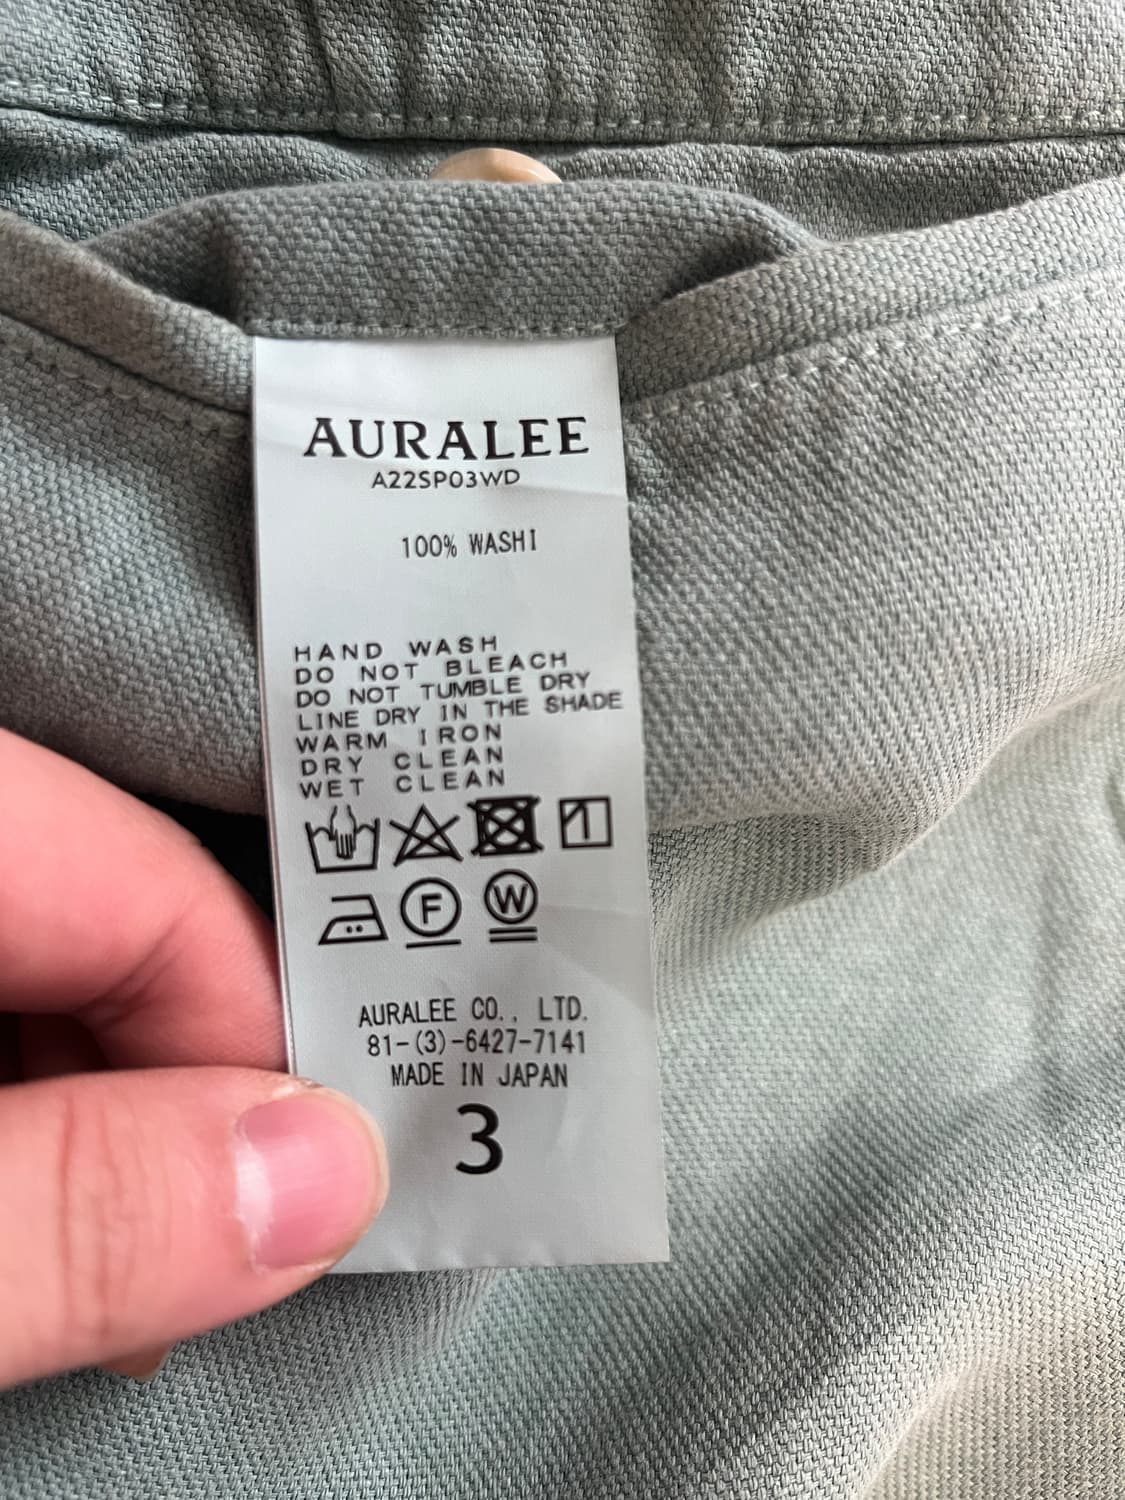 AURALEE
A22SP03WD
100% WASHI
HAND WASH
DO NOT BLEACH
DO NOT TUMBLE DRY
LINE DRY IN THE SHADE
WARM IRON
DRY CLEAN
WET CLEAN
F W
AURALEE CO., LTD.
81-(3)-6427-7141
MADE IN JAPAN
3